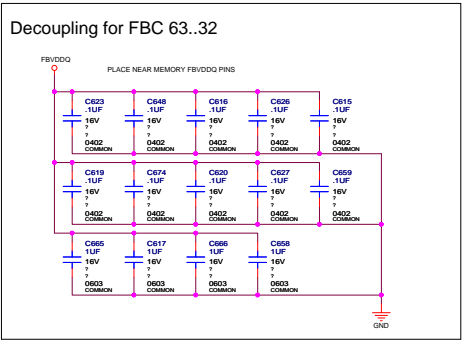 Decoupling for FBC 63..32
FBVDDQ
PLACE NEAR MEMORY FBVDDQ PINS
C623 C648 C616 C626 C615
.1UF .1UF .1UF .1UF .1UF
16V 16V 16V 16V 16V
? ? ? ? ?
? ? ? ? ?
0402 0402 0402 0402 0402
COMMON COMMON COMMON COMMON COMMON
C619 C674 C620 C627 C659
.1UF .1UF .1UF .1UF .1UF
16V 16V 16V 16V 16V
? ? ? ? ?
? ? ? ? ?
0402 0402 0402 0402 0402
COMMON COMMON COMMON COMMON COMMON
C665 C617 C666 C658
1UF 1UF 1UF 1UF
16V 16V 16V 16V
? ? ? ?
? ? ? ?
0603 0603 0603 0603
COMMON COMMON COMMON COMMON
GND